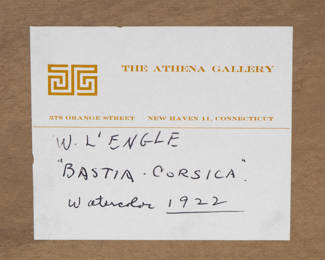 THE ATHENA GALLERY
278 ORANGE STREET NEW HAVEN 11, CONNECTICUT
W. L'ENGLE
"BASTIA - CORSICA".
Watercolor 1922